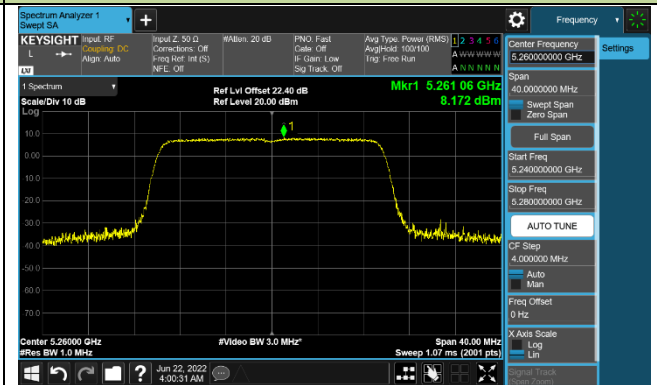 Spectrum Analyzer 1
Swept SA
+
Frequency
KEYSIGHT Input: RF Input Z: 50 Ω #Atten: 20 dB PNO: Fast Avg Type: Power (RMS) 1 2 3 4 5 6
L Coupling: DC Corrections: Off Gate: Off Avg|Hold: 100/100 A W W W W W
Align: Auto Freq Ref: Int (S) IF Gain: Low Trig: Free Run
LXI NFE: Off Sig Track: Off A N N N N N
Center Frequency
5.260000000 GHz
Settings
Span
40.0000000 MHz
Swept Span
Zero Span
Full Span
Start Freq
5.240000000 GHz
Stop Freq
5.280000000 GHz
AUTO TUNE
CF Step
4.000000 MHz
Auto
Man
Freq Offset
0 Hz
X Axis Scale
Log
Lin
Signal Track
(Span Zoom)
1 Spectrum
Scale/Div 10 dB
Log
Ref Lvl Offset 22.40 dB
Ref Level 20.00 dBm
Mkr1 5.261 06 GHz
8.172 dBm
1
10.0
0.00
-10.0
-20.0
-30.0
-40.0
-50.0
-60.0
-70.0
Center 5.26000 GHz #Video BW 3.0 MHz* Span 40.00 MHz
#Res BW 1.0 MHz Sweep 1.07 ms (2001 pts)
? Jun 22, 2022
4:00:31 AM